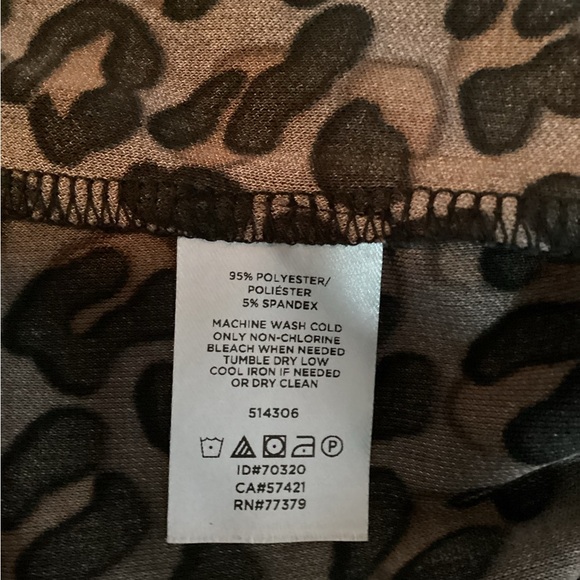 95% POLYESTER/
POLIÉSTER
5% SPANDEX
MACHINE WASH COLD
ONLY NON-CHLORINE
BLEACH WHEN NEEDED
TUMBLE DRY LOW
COOL IRON IF NEEDED
OR DRY CLEAN
514306
P
ID#70320
CA#57421
RN#77379